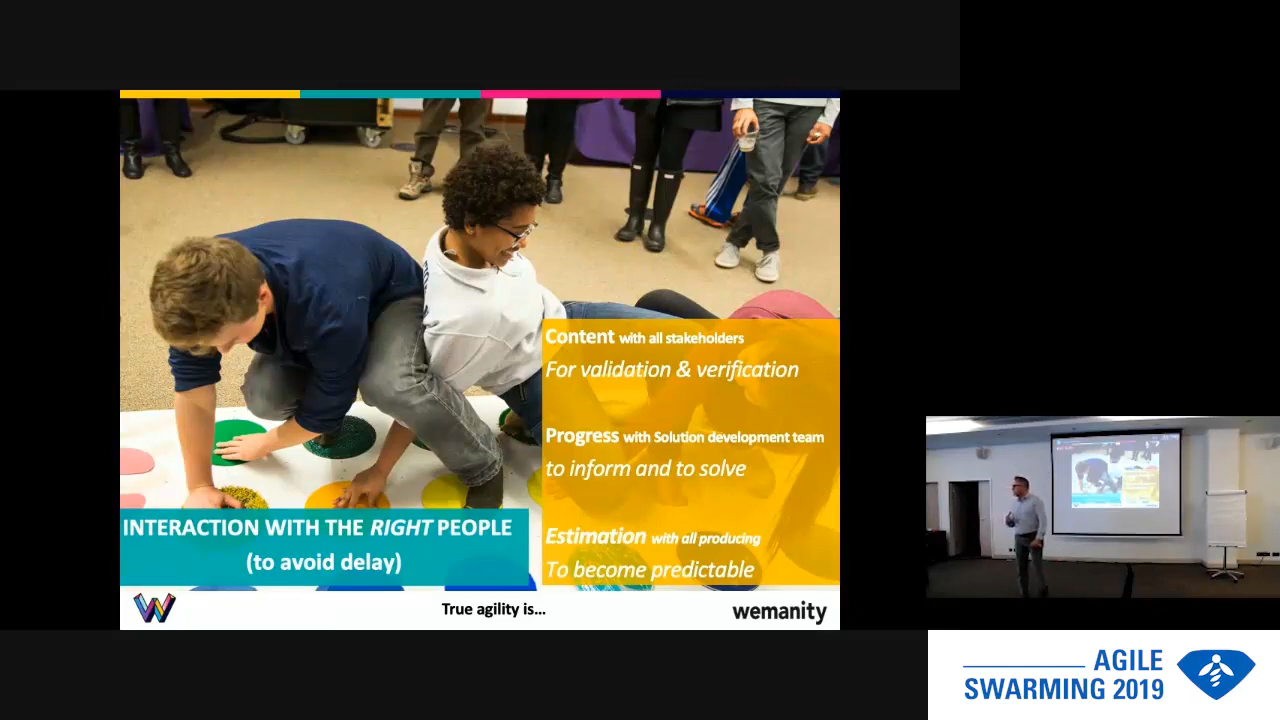 Content with all stakeholders
For validation & verification
Progress with Solution development team
to inform and to solve
INTERACTION WITH THE RIGHT PEOPLE
(to avoid delay)
Estimation with all producing
To become predictable
True agility is...
wemanity
AGILE
SWARMING 2019